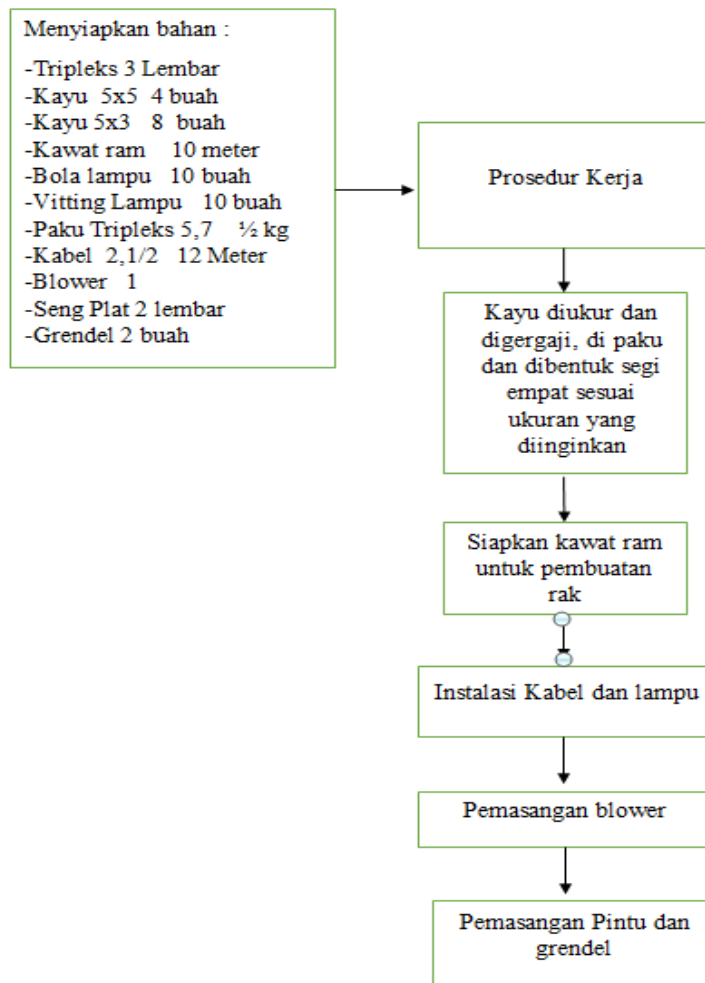 Menyiapkan bahan :
-Tripleks 3 Lembar
-Kayu 5x5 4 buah
-Kayu 5x3 8 buah
-Kawat ram 10 meter
-Bola lampu 10 buah
-Vitting Lampu 10 buah
-Paku Tripleks 5,7 ½ kg
-Kabel 2,1/2 12 Meter
-Blower 1
-Seng Plat 2 lembar
-Grendel 2 buah
Prosedur Kerja
Kayu diukur dan
digergaji, di paku
dan dibentuk segi
empat sesuai
ukuran yang
diinginkan
Siapkan kawat ram
untuk pembuatan
rak
Instalasi Kabel dan lampu
Pemasangan blower
Pemasangan Pintu dan
grendel